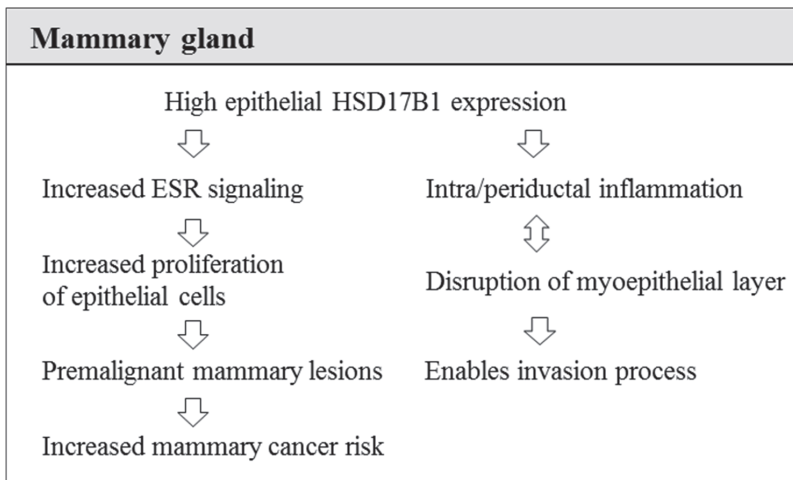 Mammary gland
High epithelial HSD17B1 expression
Increased ESR signaling
Increased proliferation
of epithelial cells
Premalignant mammary lesions
Increased mammary cancer risk
Intra/periductal inflammation
Disruption of myoepithelial layer
Enables invasion process